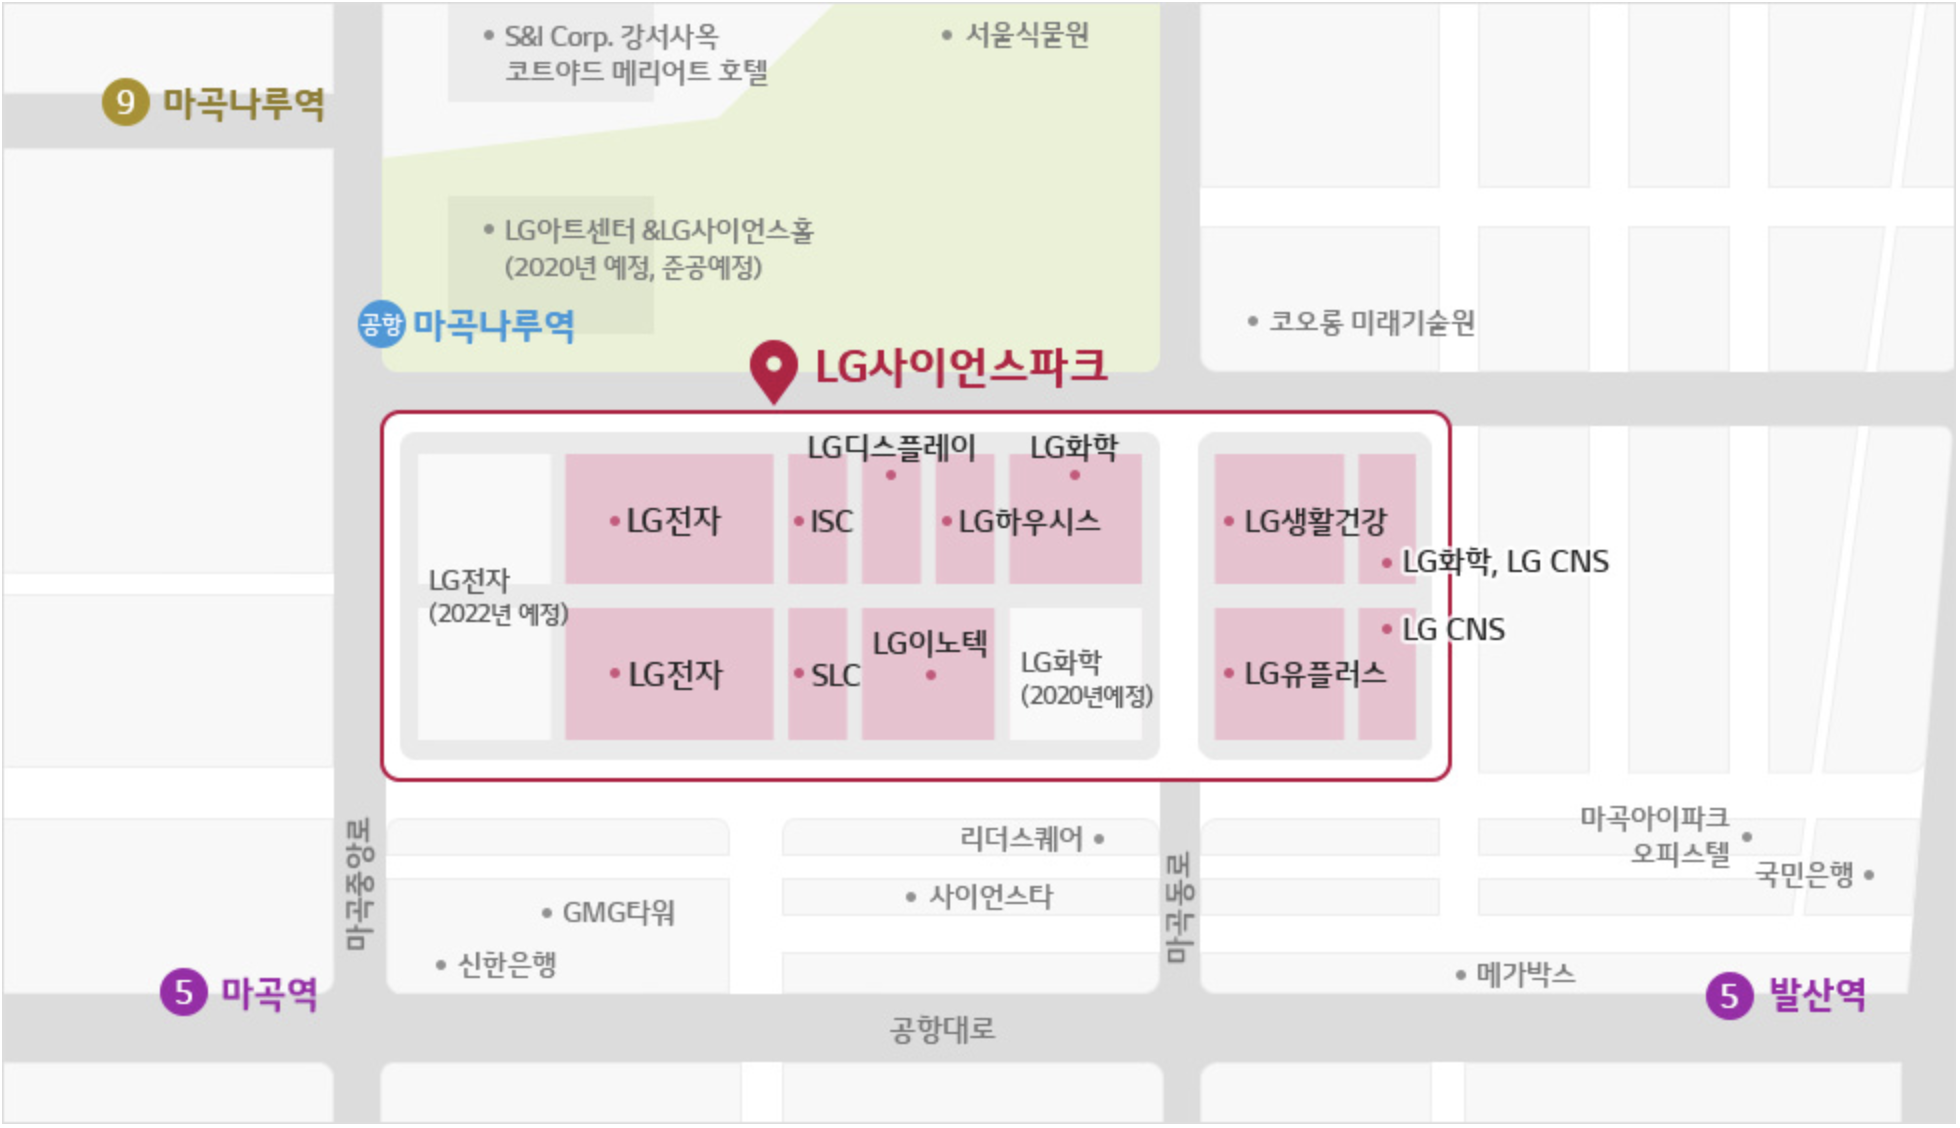 S&I Corp. 강서사옥
코트야드 메리어트 호텔
서울식물원
9 마곡나루역
LG아트센터 &LG사이언스홀
(2020년 예정, 준공예정)
공항 마곡나루역
코오롱 미래기술원
LG사이언스파크
LG디스플레이
LG화학
LG전자
ISC
LG하우시스
LG생활건강
LG화학, LG CNS
LG전자
(2022년 예정)
LG CNS
LG이노텍
LG전자
SLC
LG화학
(2020년예정)
LG유플러스
마곡중앙로
리더스퀘어
마곡동로
마곡아이파크
오피스텔
국민은행
사이언스타
GMG타워
신한은행
메가박스
5 마곡역
5 발산역
공항대로